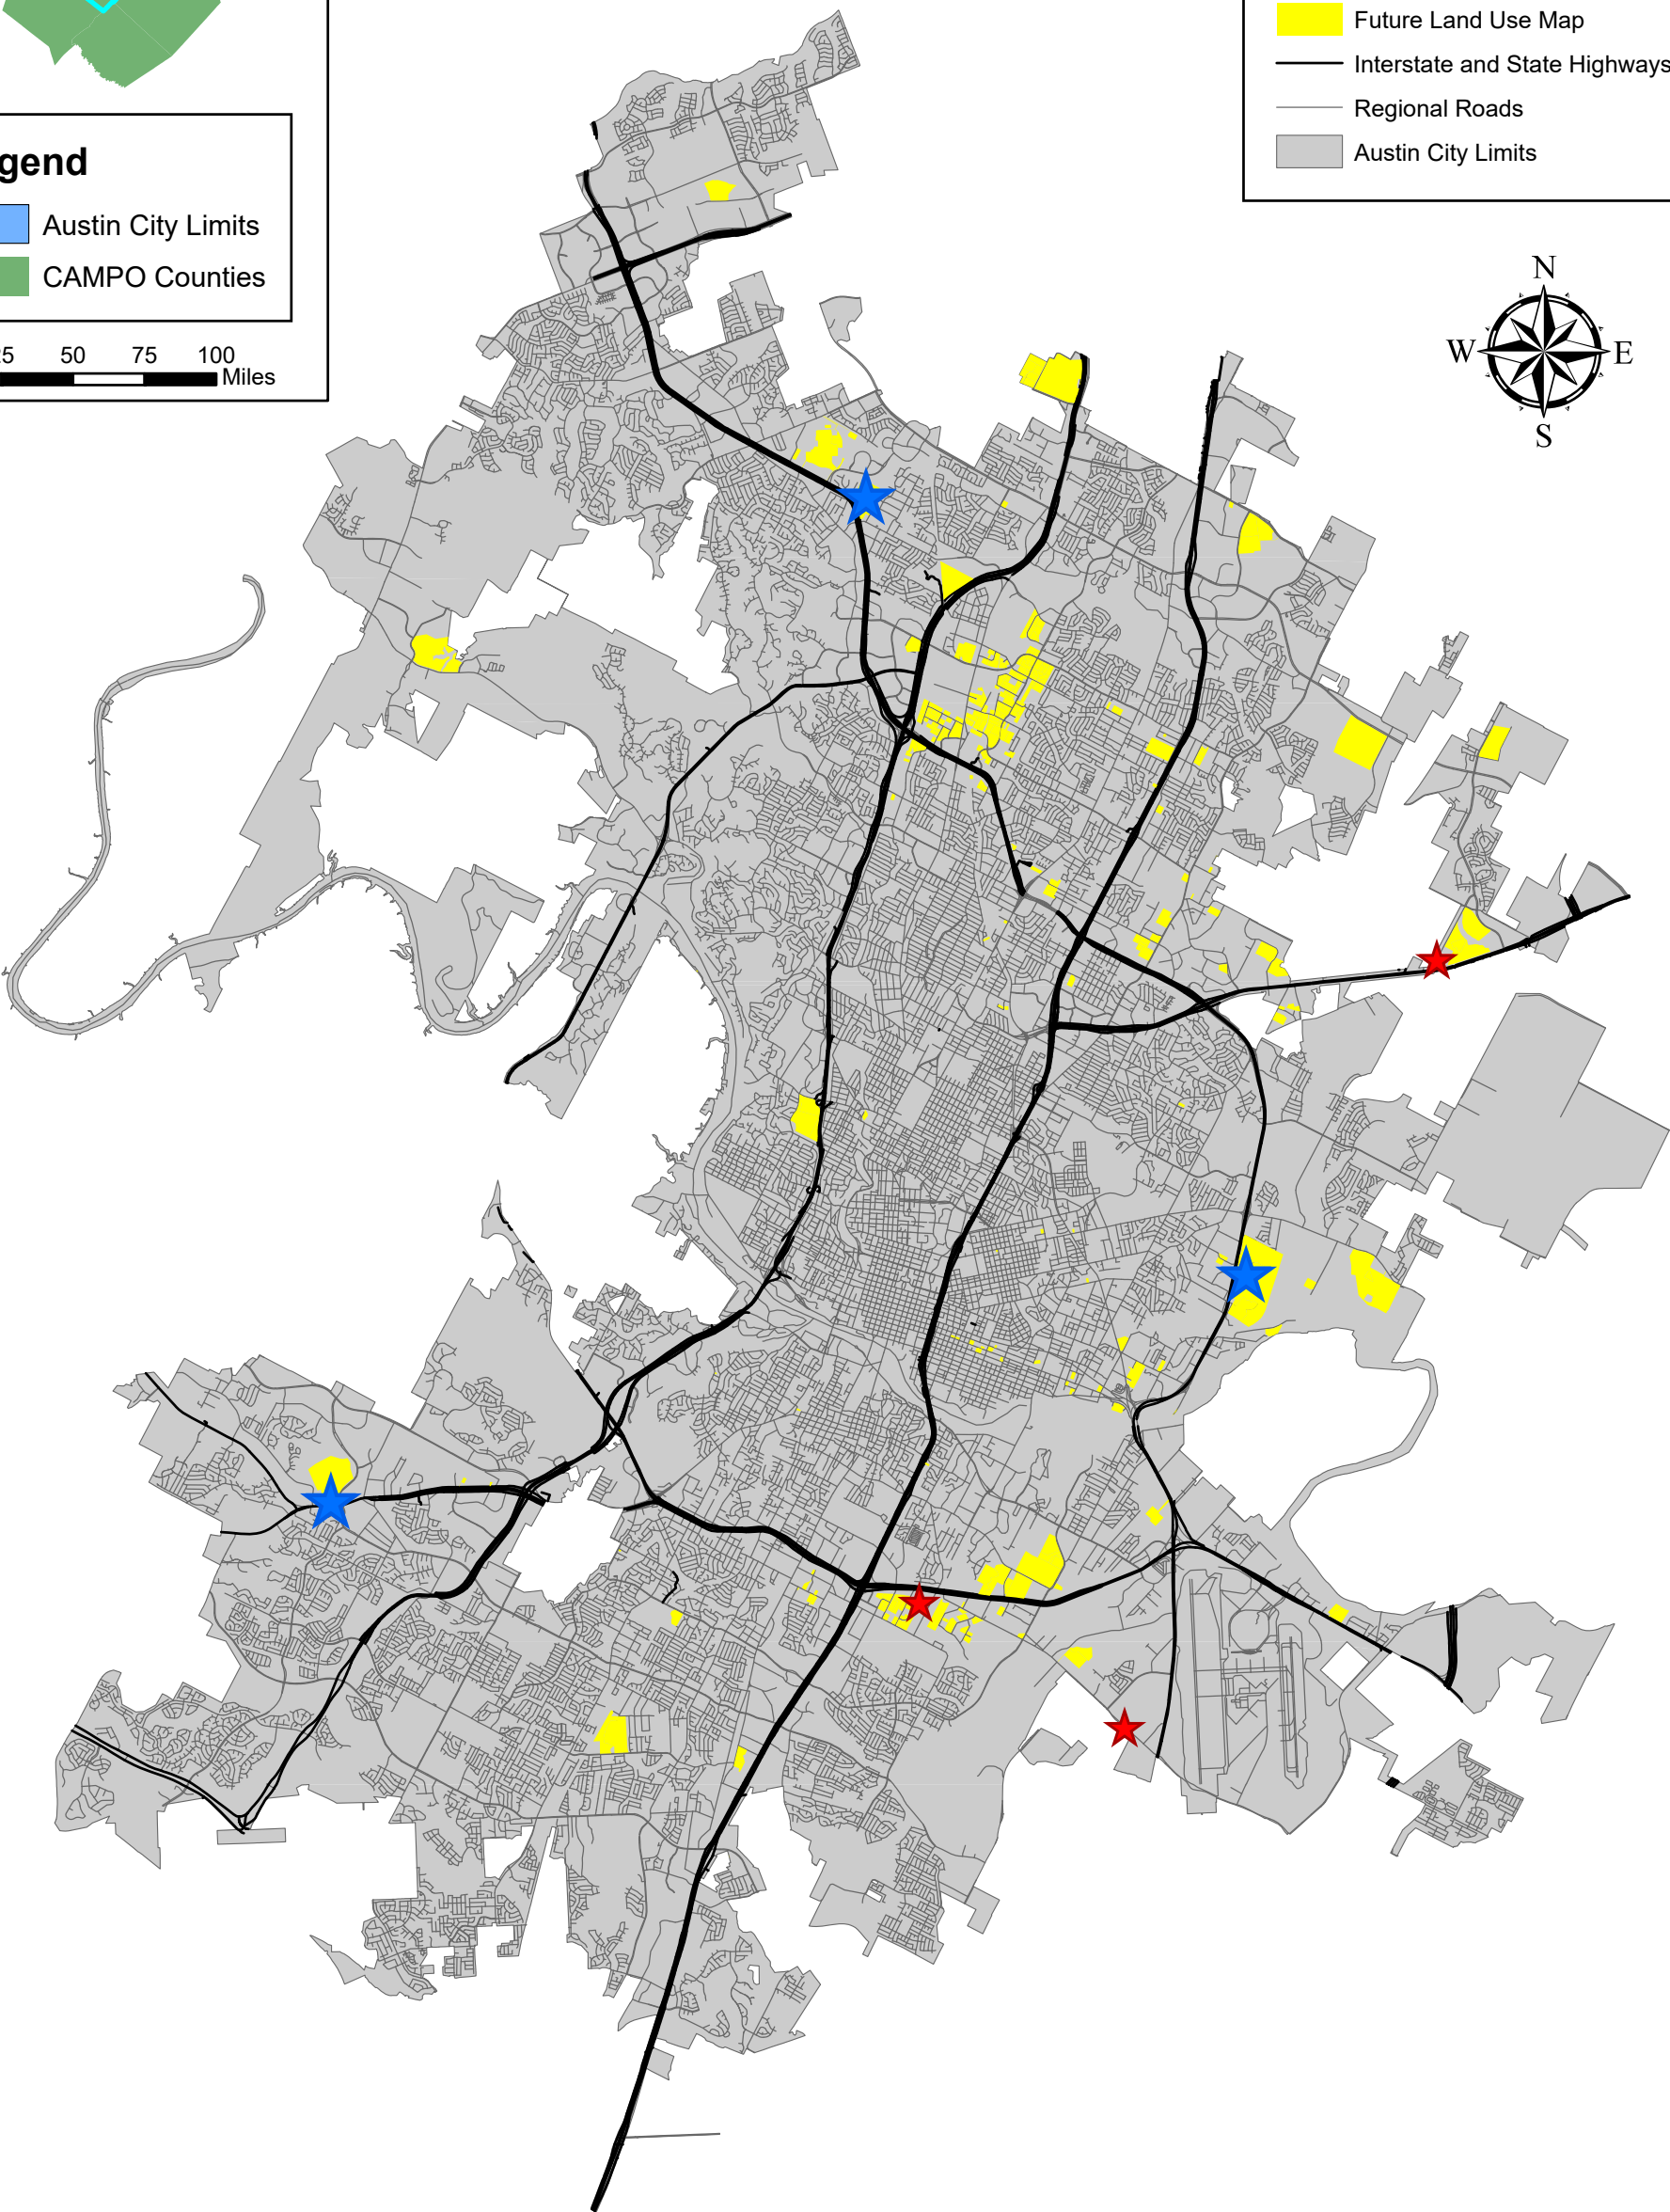 Future Land Use Map
Interstate and State Highways
Regional Roads
Austin City Limits
gend
Austin City Limits
CAMPO Counties
25 50 75 100
Miles
N
W E
S